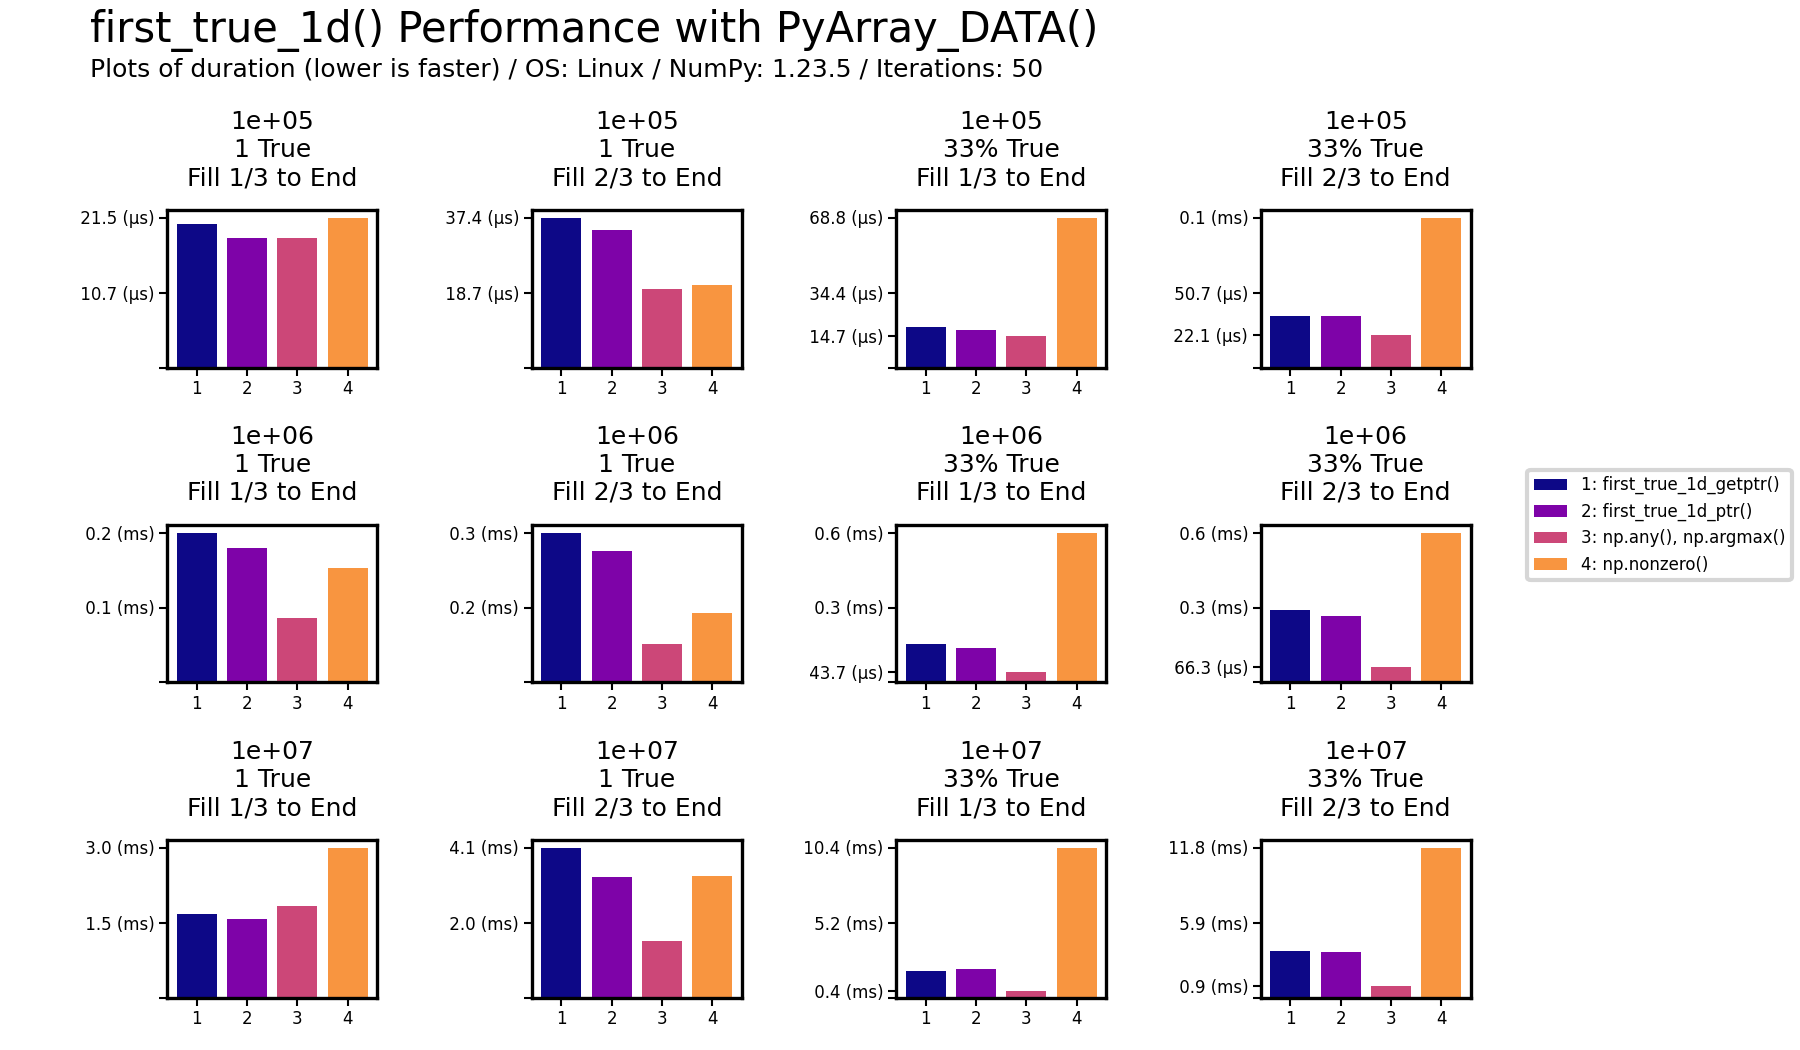 first_true_1d() Performance with PyArray_DATA()
Plots of duration (lower is faster) / OS: Linux / NumPy: 1.23.5 / Iterations: 50
1e+05
1 True
Fill 1/3 to End
21.5 (μs)
10.7 (μs)
1 2 3 4
1e+05
1 True
Fill 2/3 to End
37.4 (μs)
18.7 (μs)
1 2 3 4
1e+05
33% True
Fill 1/3 to End
68.8 (μs)
34.4 (μs)
14.7 (μs)
1 2 3 4
1e+05
33% True
Fill 2/3 to End
0.1 (ms)
50.7 (μs)
22.1 (μs)
1 2 3 4
1e+06
1 True
Fill 1/3 to End
0.2 (ms)
0.1 (ms)
1 2 3 4
1e+06
1 True
Fill 2/3 to End
0.3 (ms)
0.2 (ms)
1 2 3 4
1e+06
33% True
Fill 1/3 to End
0.6 (ms)
0.3 (ms)
43.7 (μs)
1 2 3 4
1e+06
33% True
Fill 2/3 to End
0.6 (ms)
0.3 (ms)
66.3 (μs)
1 2 3 4
1: first_true_1d_getptr()
2: first_true_1d_ptr()
3: np.any(), np.argmax()
4: np.nonzero()
1e+07
1 True
Fill 1/3 to End
3.0 (ms)
1.5 (ms)
1 2 3 4
1e+07
1 True
Fill 2/3 to End
4.1 (ms)
2.0 (ms)
1 2 3 4
1e+07
33% True
Fill 1/3 to End
10.4 (ms)
5.2 (ms)
0.4 (ms)
1 2 3 4
1e+07
33% True
Fill 2/3 to End
11.8 (ms)
5.9 (ms)
0.9 (ms)
1 2 3 4